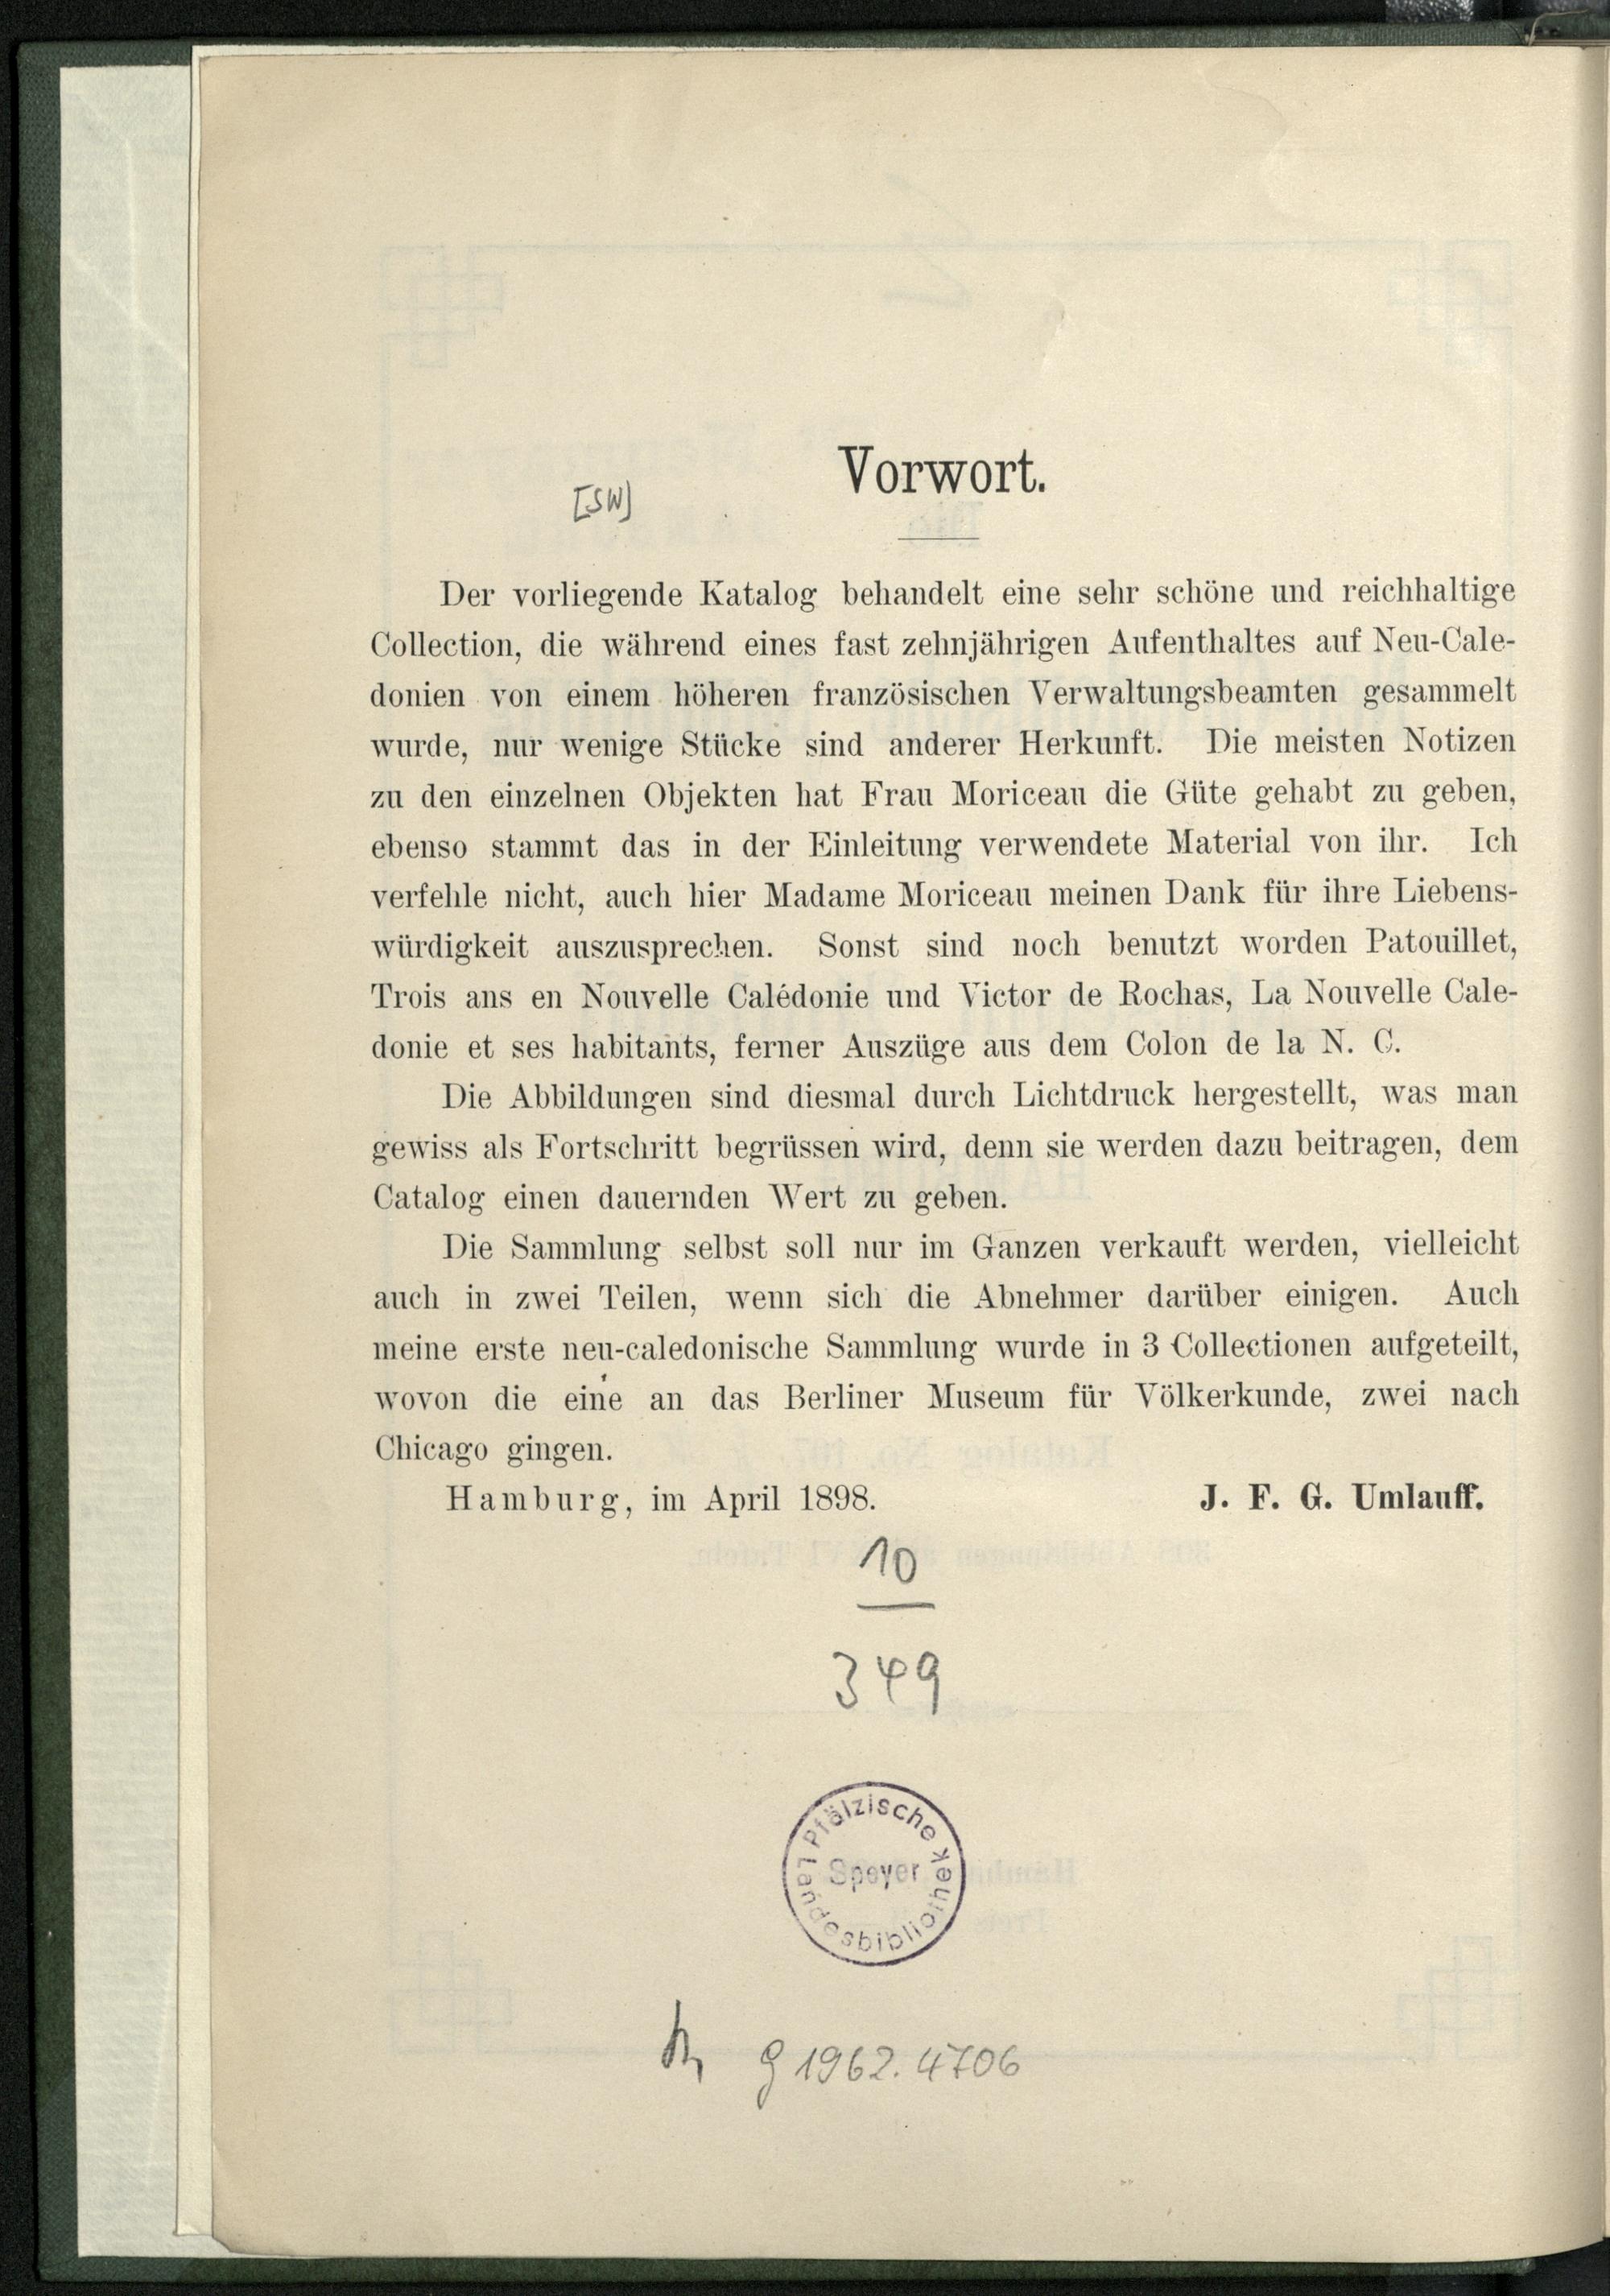 Vorwort.
[SW]
Der vorliegende Katalog behandelt eine sehr schöne und reichhaltige
Collection, die während eines fast zehnjährigen Aufenthaltes auf Neu-Cale-
donien von einem höheren französischen Verwaltungsbeamten gesammelt
wurde, nur wenige Stücke sind anderer Herkunft. Die meisten Notizen
zu den einzelnen Objekten hat Frau Moriceau die Güte gehabt zu geben,
ebenso stammt das in der Einleitung verwendete Material von ihr. Ich
verfehle nicht, auch hier Madame Moriceau meinen Dank für ihre Liebens-
würdigkeit auszusprechen. Sonst sind noch benutzt worden Patouillet,
Trois ans en Nouvelle Calédonie und Victor de Rochas, La Nouvelle Cale-
donie et ses habitants, ferner Auszüge aus dem Colon de la N. C.
Die Abbildungen sind diesmal durch Lichtdruck hergestellt, was man
gewiss als Fortschritt begrüssen wird, denn sie werden dazu beitragen, dem
Catalog einen dauernden Wert zu geben.
Die Sammlung selbst soll nur im Ganzen verkauft werden, vielleicht
auch in zwei Teilen, wenn sich die Abnehmer darüber einigen. Auch
meine erste neu-caledonische Sammlung wurde in 3 Collectionen aufgeteilt,
wovon die eine an das Berliner Museum für Völkerkunde, zwei nach
Chicago gingen.
Hamburg, im April 1898. J. F. G. Umlauff.
10
349
Pfälzische Landesbibliothek
Speyer
g 1962.4706